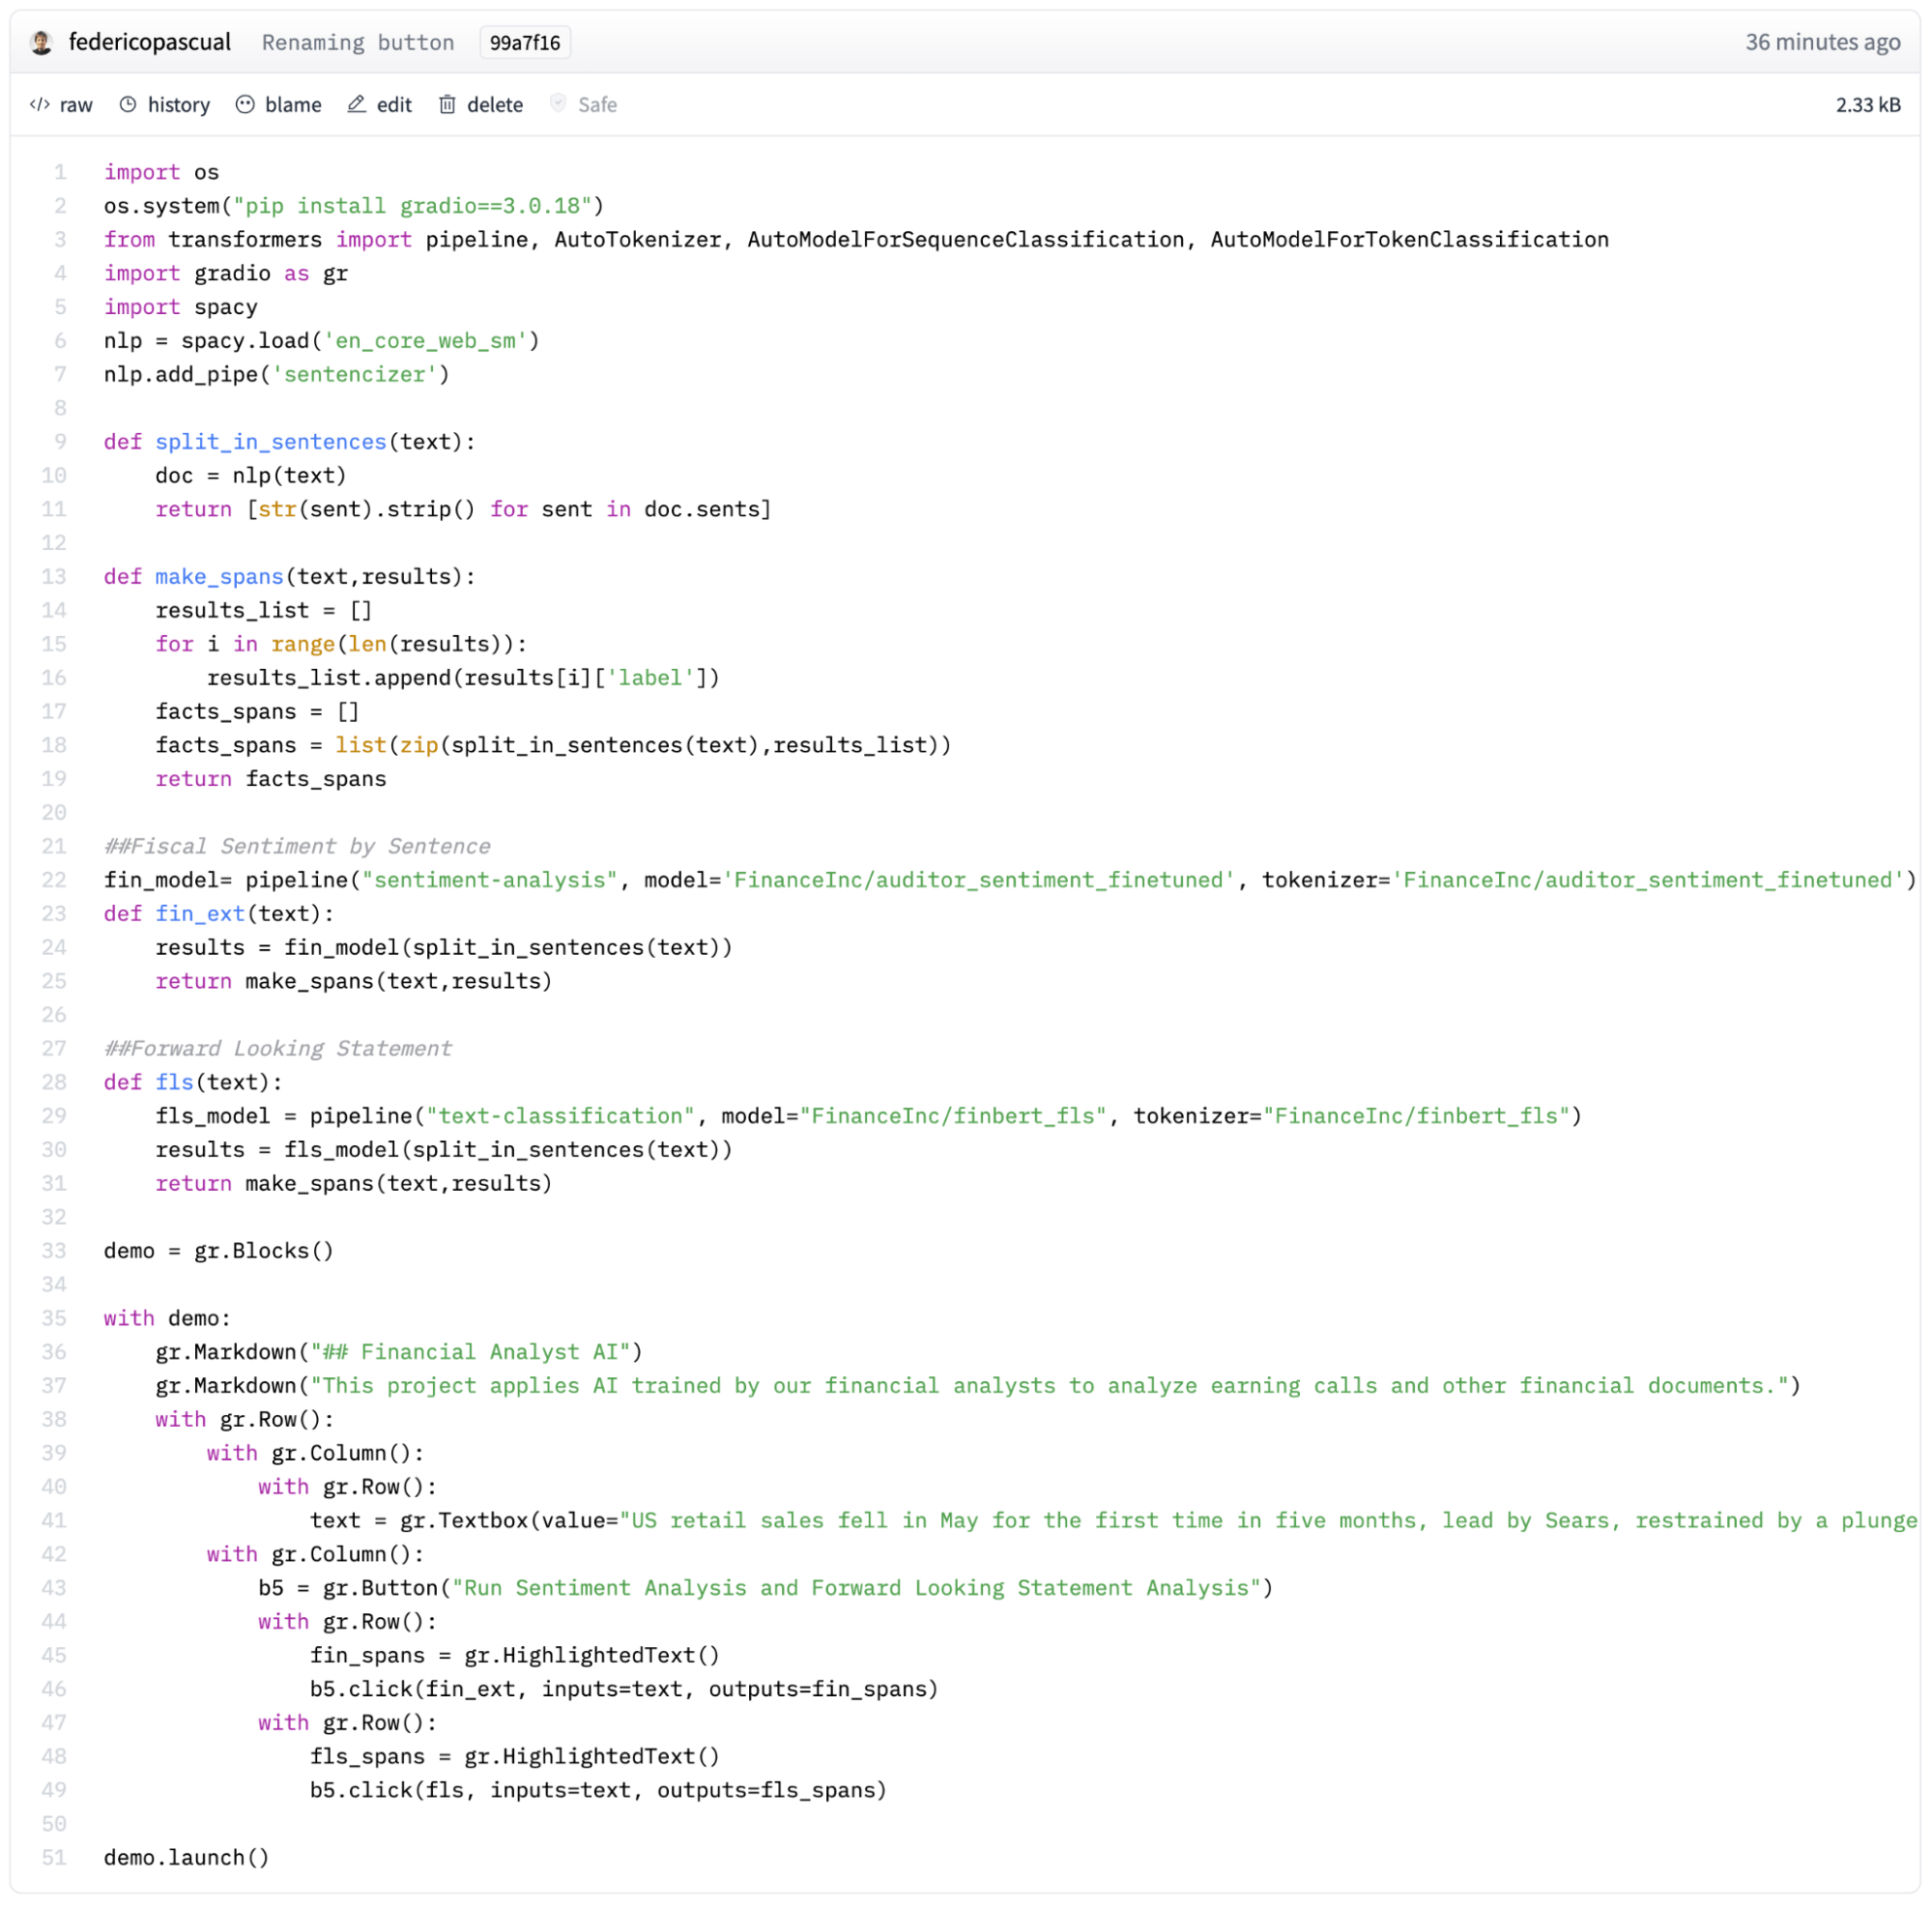 federicopascual Renaming button 99a7f16 36 minutes ago
raw history blame edit delete Safe 2.33 kB
1 import os
2 os.system("pip install gradio==3.0.18")
3 from transformers import pipeline, AutoTokenizer, AutoModelForSequenceClassification, AutoModelForTokenClassification
4 import gradio as gr
5 import spacy
6 nlp = spacy.load('en_core_web_sm')
7 nlp.add_pipe('sentencizer')
8
9 def split_in_sentences(text):
10     doc = nlp(text)
11     return [str(sent).strip() for sent in doc.sents]
12
13 def make_spans(text,results):
14     results_list = []
15     for i in range(len(results)):
16         results_list.append(results[i]['label'])
17     facts_spans = []
18     facts_spans = list(zip(split_in_sentences(text),results_list))
19     return facts_spans
20
21 ##Fiscal Sentiment by Sentence
22 fin_model= pipeline("sentiment-analysis", model='FinanceInc/auditor_sentiment_finetuned', tokenizer='FinanceInc/auditor_sentiment_finetuned')
23 def fin_ext(text):
24     results = fin_model(split_in_sentences(text))
25     return make_spans(text,results)
26
27 ##Forward Looking Statement
28 def fls(text):
29     fls_model = pipeline("text-classification", model="FinanceInc/finbert_fls", tokenizer="FinanceInc/finbert_fls")
30     results = fls_model(split_in_sentences(text))
31     return make_spans(text,results)
32
33 demo = gr.Blocks()
34
35 with demo:
36     gr.Markdown("## Financial Analyst AI")
37     gr.Markdown("This project applies AI trained by our financial analysts to analyze earning calls and other financial documents.")
38     with gr.Row():
39         with gr.Column():
40             with gr.Row():
41                 text = gr.Textbox(value="US retail sales fell in May for the first time in five months, lead by Sears, restrained by a plunge
42         with gr.Column():
43             b5 = gr.Button("Run Sentiment Analysis and Forward Looking Statement Analysis")
44             with gr.Row():
45                 fin_spans = gr.HighlightedText()
46                 b5.click(fin_ext, inputs=text, outputs=fin_spans)
47             with gr.Row():
48                 fls_spans = gr.HighlightedText()
49                 b5.click(fls, inputs=text, outputs=fls_spans)
50
51 demo.launch()